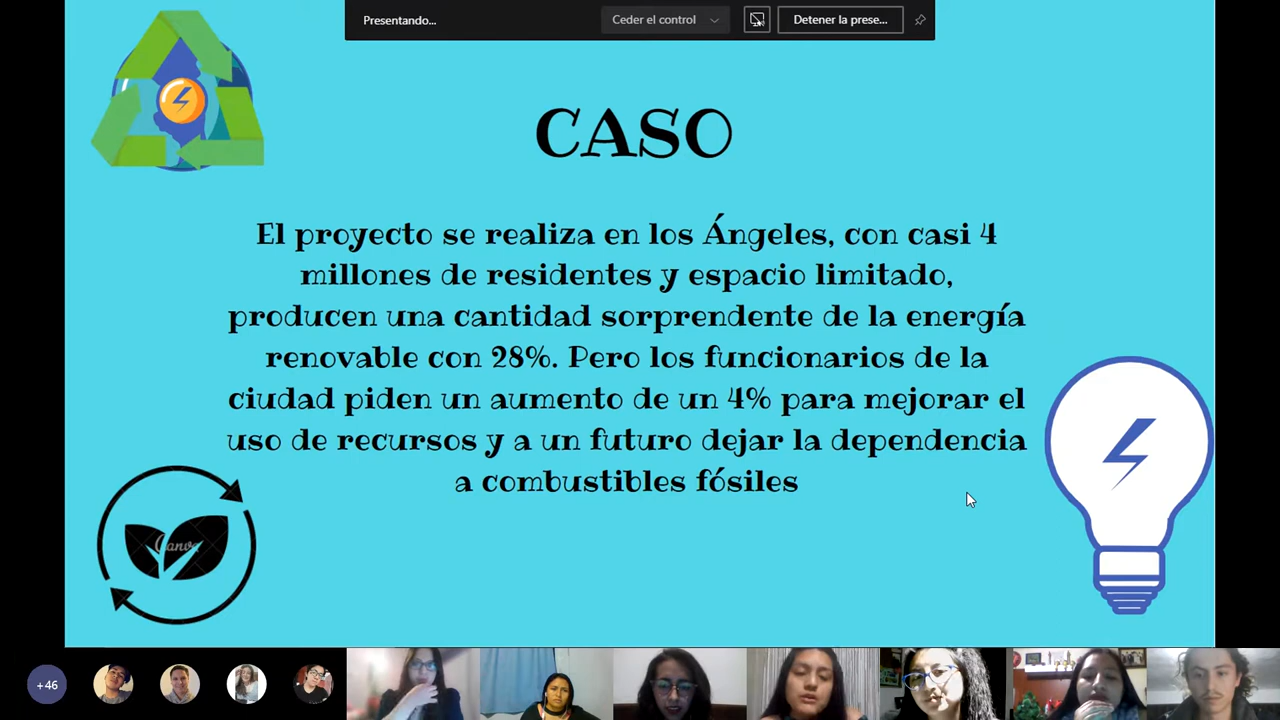 Presentando...
Ceder el control
Detener la prese...
CASO
El proyecto se realiza en los Ángeles, con casi 4
millones de residentes y espacio limitado,
producen una cantidad sorprendente de la energía
renovable con 28%. Pero los funcionarios de la
ciudad piden un aumento de un 4% para mejorar el
uso de recursos y a un futuro dejar la dependencia
a combustibles fósiles
Canva
+46